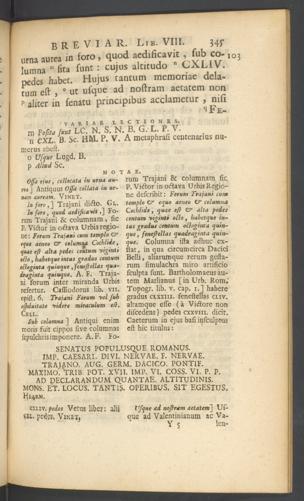 BREVIAR. Lib. VIII. 345
urna aurea in foro, quod aedificavit, sub co- 103
lumna sita sunt : cujus altitudo CXLIV.
pedes habet. Hujus tantum memoriae dela-
tum est, ut usque ad nostram aetatem non
aliter in senatu principibus acclametur, nisi
FE-
VARIAE LECTIONES.
m Posita sunt LC. N, S. N, B. G. L. P. V.
n CXL. B. Sc. HM. P. V. A metaphrasi centenarius nu-
merus abest.
o Usque Lugd. B.
p Aliud Sc.
NOTAE.
Ossa ejus, collocata in urna au-
rea] Antiquus Ossa collata in ur-
nam auream. VINET.
In foro,] Trajani dicto. GL.
In foro, quod aedificavit,] Fo-
rum Trajani & columnam, sic
P. Victor in octava Urbis regio-
ne: Forum Trajani cum templo &
equo aeneo & columna Cochlide,
quae est alta pedes centum viginti
octo, habetque intus gradus centum
octoginta quinque, fenestellas qua-
draginta quinque. A. F. Traja-
ni forum inter miranda Urbis
refertur. Cassiodorus lib. VII.
epist. 6. Trajani Forum vel sub
assiduitate videre miraculum est.
CELL.
Sub columna] Antiqui enim
moris fuit cippos sive columnas
sepulchris imponere. A. F. Fo-
rum Trajani & columnam, sic
P. Victor in octava Urbis Regio-
ne describit: Forum Trajani cum
templo & equo aeneo & columna
Cochlide, quae est & alta pedes
centum viginti octo, habetque in-
tus gradus centum octoginta quin-
que, fenestellas quadraginta quin-
que. Columna ista adhuc ex-
stat, in qua circumcirca Dacici
Belli, aliarumque rerum gesta-
rum simulachra miro artificio
sculpta sunt. Bartholomaeus au-
tem Marlianus [in Urb. Rom.
Topogr. lib. V. cap. 1.] habere
gradus CXXIII. fenestellas CLIV.
altamque esse (à Victore non
discedens) pedes CXXVIII. dicit.
Caeterum in ejus basi insculptus
est hic titulus:
SENATUS POPULUSQUE ROMANUS.
IMP. CAESARI. DIVI. NERVAE. F. NERVAE.
TRAJANO. AUG. GERM. DACICO. PONTIF.
MAXIMO. TRIB. POT. XVII. IMP. VI. COSS. VI. P. P.
AD DECLARANDUM QUANTAE. ALTITUDINIS.
MONS. ET. LOCUS. TANTIS. OPERIBUS. SIT EGESTUS.
CXLIV. pedes Vetus liber: alii
CXL. pedes. VINET.
Usque ad nostram aetatem] Us-
que ad Valentinianum ac Va-
Y 5 len-